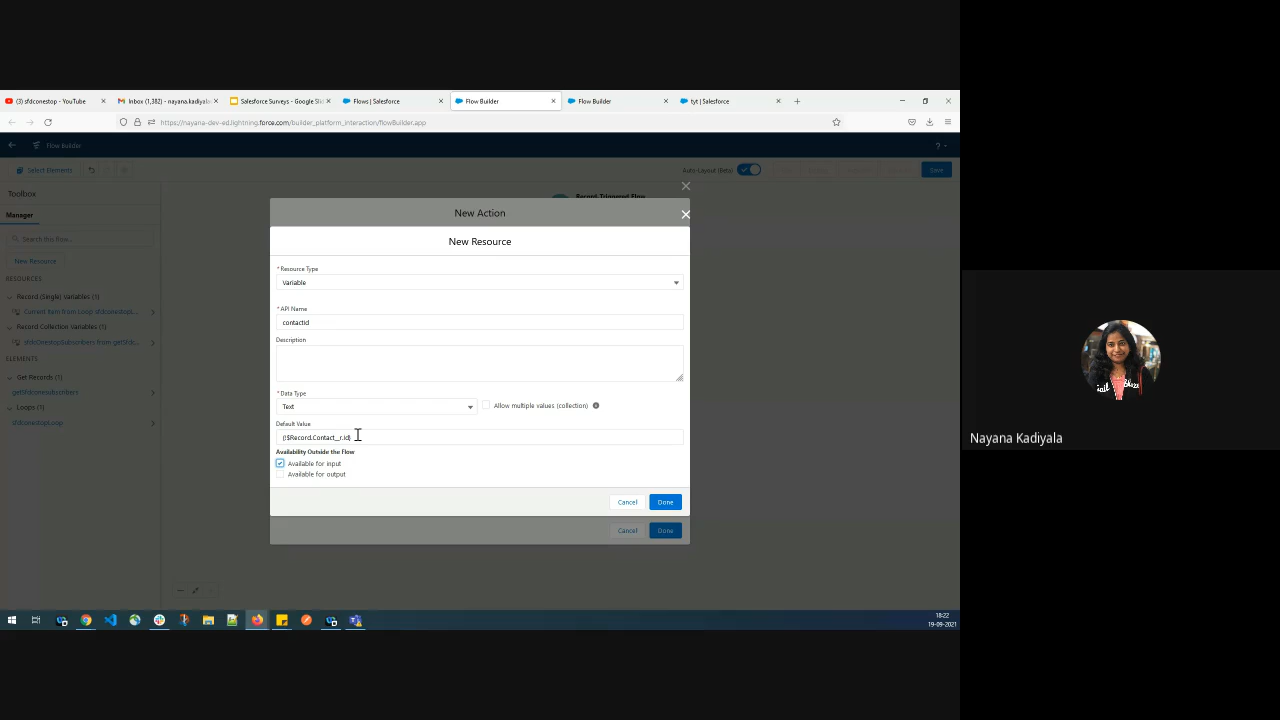 (3) sfdconestop - YouTube
Inbox (1,382) - nayana.kadiyala
Salesforce Surveys - Google Sli
Flows | Salesforce
Flow Builder
Flow Builder
tyt | Salesforce
https://nayana-dev-ed.lightning.force.com/builder_platform_interaction/flowBuilder.app
Flow Builder
?
Select Elements
Auto-Layout (Beta)
Save
Toolbox
Manager
Search this flow...
New Resource
RESOURCES
Record (Single) Variables (1)
Record Collection Variables (1)
ELEMENTS
Get Records (1)
Loops (1)
sfdconestopLoop
Record-Triggered Flow
New Action
New Resource
* Resource Type
Variable
* API Name
contactid
Description
* Data Type
Text
Allow multiple values (collection)
Default Value
{!$Record.Contact__r.Id}
Availability Outside the Flow
Available for input
Available for output
Cancel
Done
Cancel
Done
18:22
19-09-2021
Nayana Kadiyala